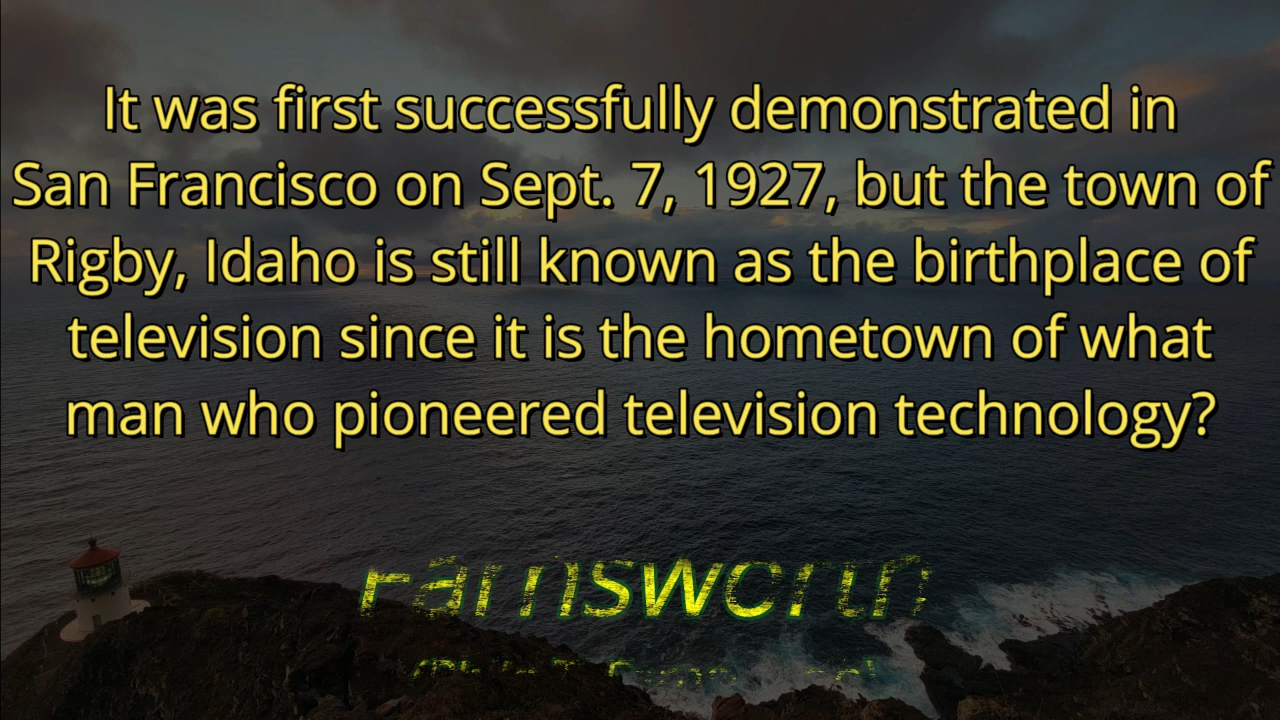 It was first successfully demonstrated in
San Francisco on Sept. 7, 1927, but the town of
Rigby, Idaho is still known as the birthplace of
television since it is the hometown of what
man who pioneered television technology?
Farnsworth